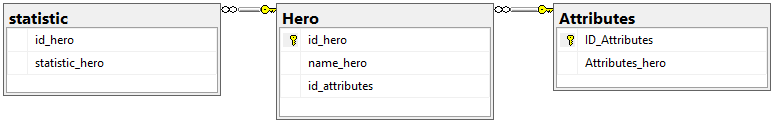 statistic
id_hero
statistic_hero
Hero
id_hero
name_hero
id_attributes
Attributes
ID_Attributes
Attributes_hero